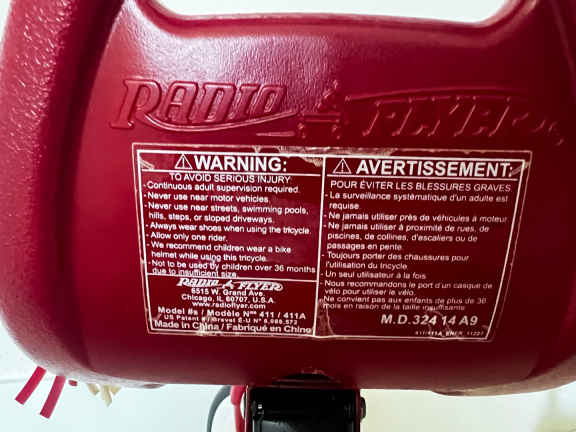 RADIO FLYER
WARNING:
TO AVOID SERIOUS INJURY:
- Continuous adult supervision required.
- Never use near motor vehicles.
- Never use near streets, swimming pools,
hills, steps, or sloped driveways.
- Always wear shoes when using the tricycle.
- Allow only one rider.
- We recommend children wear a bike
helmet while using this tricycle.
- Not to be used by children over 36 months
due to insufficient size.
RADIO FLYER
6515 W. Grand Ave.
Chicago, IL 60707, U.S.A.
www.radioflyer.com
Model #s / Modèle Nos 411 / 411A
US Patent # / Brevet E-U N° 6,986,572
Made in China / Fabriqué en Chine
AVERTISSEMENT:
POUR ÉVITER LES BLESSURES GRAVES
- La surveillance systématique d'un adulte est
requise.
- Ne jamais utiliser près de véhicules à moteur
- Ne jamais utiliser à proximité de rues, de
piscines, de collines, d'escaliers ou de
passages en pente.
- Toujours porter des chaussures pour
l'utilisation du tricycle.
- Un seul utilisateur à la fois
- Nous recommandons le port d'un casque de
vélo pour utiliser le vélo.
- Ne convient pas aux enfants de plus de 36
mois en raison de la taille insuffisante
M.D.324 14 A9